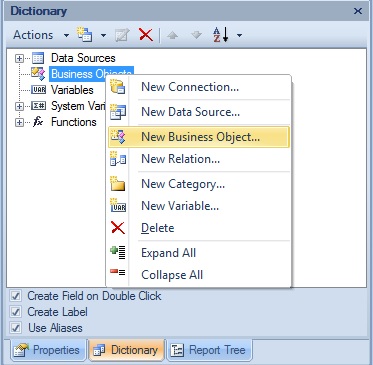 Dictionary
Actions
Data Sources
Business Objects
Variables
System Vari
Functions
New Connection...
New Data Source...
New Business Object...
New Relation...
New Category...
New Variable...
Delete
Expand All
Collapse All
Create Field on Double Click
Create Label
Use Aliases
Properties Dictionary Report Tree